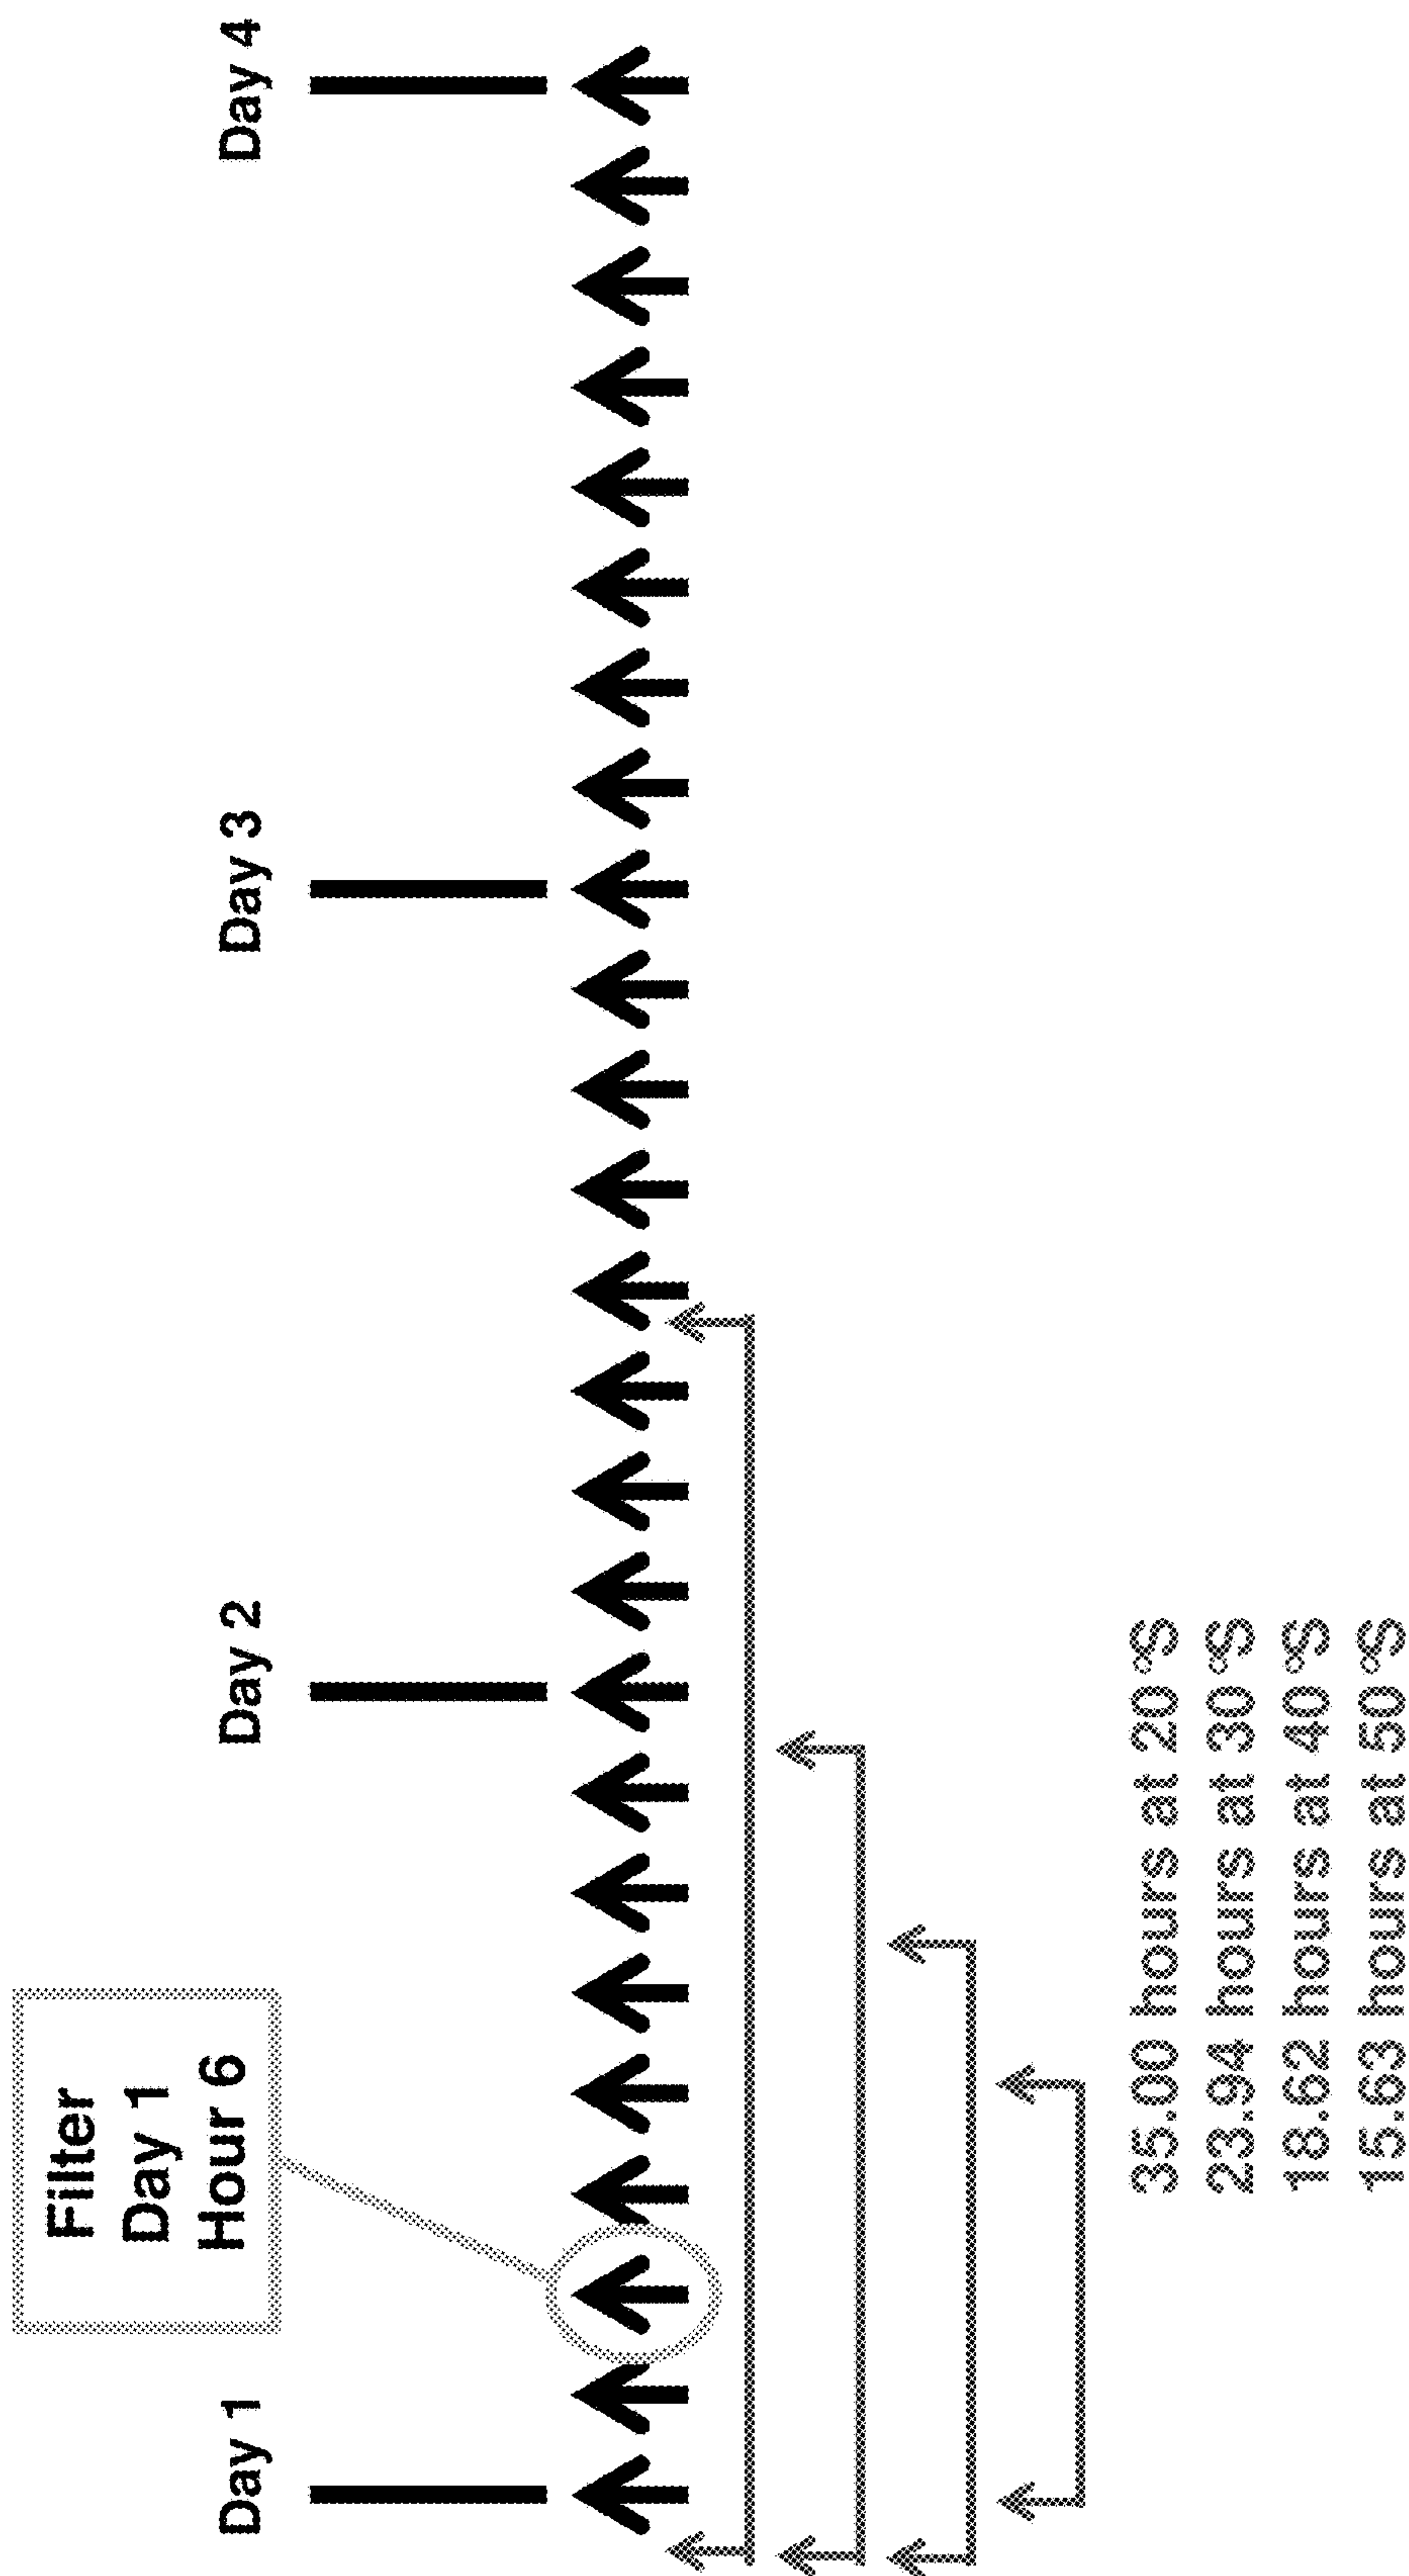 Filter
Day 1
Hour 6
Day 1
Day 2
Day 3
Day 4
35.00 hours at 20°S
23.94 hours at 30°S
18.62 hours at 40°S
15.63 hours at 50°S